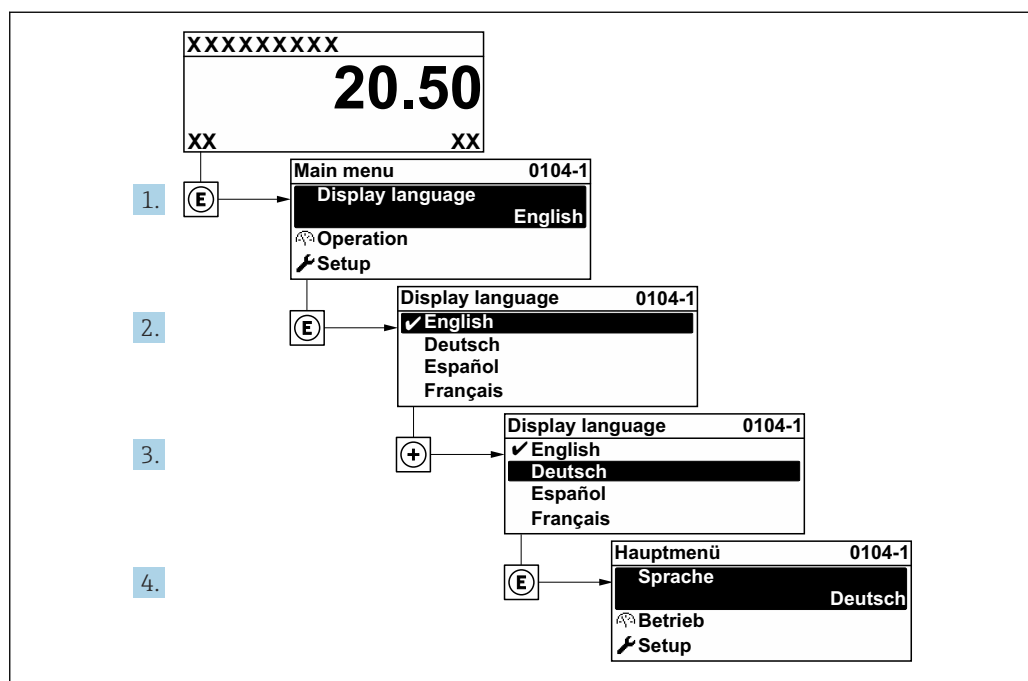 XXXXXXXXX
20.50
XX XX
1. E
Main menu 0104-1
Display language
English
Operation
Setup
2. E
Display language 0104-1
✔ English
Deutsch
Español
Français
3. +
Display language 0104-1
✔ English
Deutsch
Español
Français
4. E
Hauptmenü 0104-1
Sprache
Deutsch
Betrieb
Setup